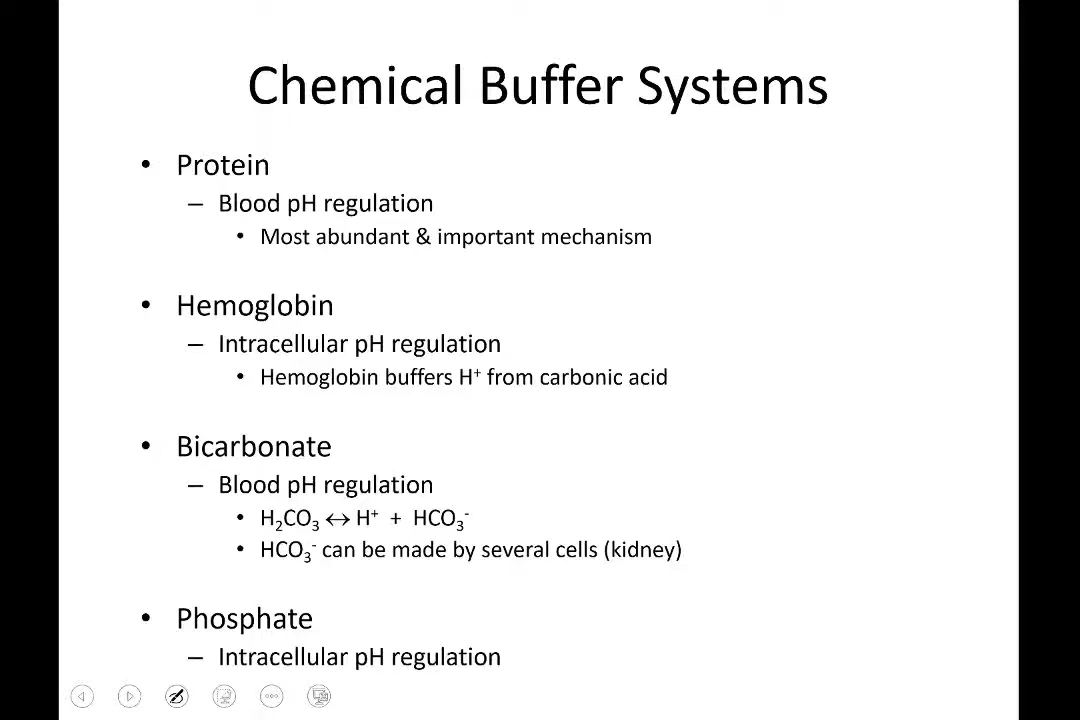 Chemical Buffer Systems
• Protein
– Blood pH regulation
• Most abundant & important mechanism
• Hemoglobin
– Intracellular pH regulation
• Hemoglobin buffers H⁺ from carbonic acid
• Bicarbonate
– Blood pH regulation
• H₂CO₃ ↔ H⁺ + HCO₃⁻
• HCO₃⁻ can be made by several cells (kidney)
• Phosphate
– Intracellular pH regulation